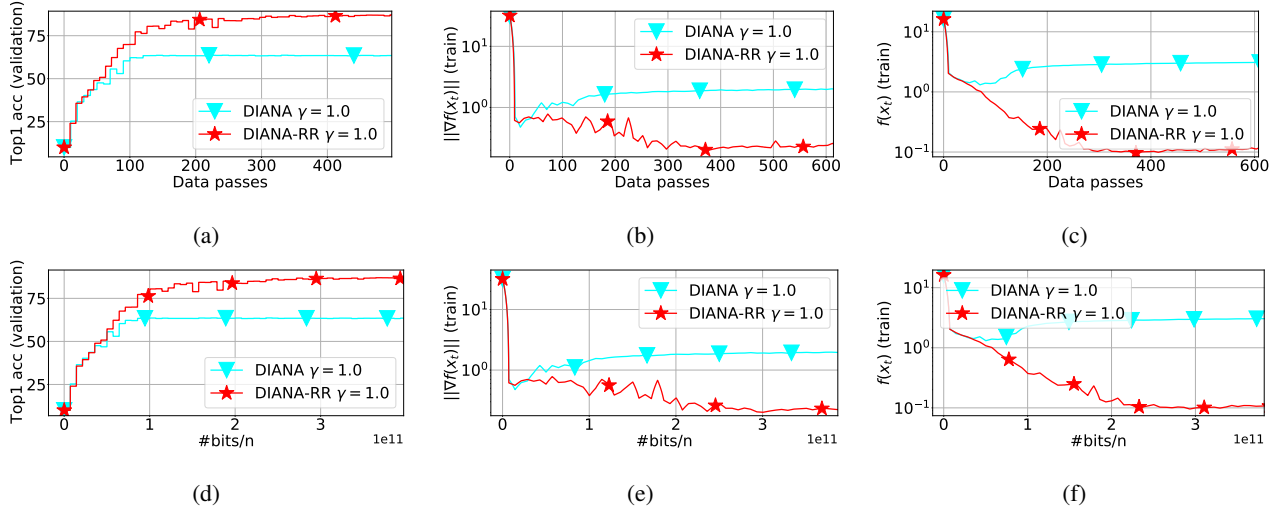 Top1 acc (validation)
75
50
25
0
100
200
300
400
Data passes
DIANA γ = 1.0
DIANA-RR γ = 1.0
(a)
||∇f(x_t)|| (train)
10¹
10⁰
0
100
200
300
400
500
600
Data passes
DIANA γ = 1.0
DIANA-RR γ = 1.0
(b)
f(x_t) (train)
10¹
10⁰
10⁻¹
0
200
400
600
Data passes
DIANA γ = 1.0
DIANA-RR γ = 1.0
(c)
Top1 acc (validation)
75
50
25
0
1
2
3
1e11
#bits/n
DIANA γ = 1.0
DIANA-RR γ = 1.0
(d)
||∇f(x_t)|| (train)
10¹
10⁰
0
1
2
3
1e11
#bits/n
DIANA γ = 1.0
DIANA-RR γ = 1.0
(e)
f(x_t) (train)
10¹
10⁰
10⁻¹
0
1
2
3
1e11
#bits/n
DIANA γ = 1.0
DIANA-RR γ = 1.0
(f)